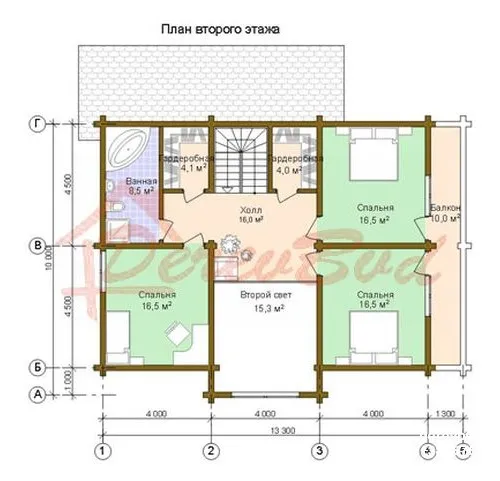 План второго этажа
Г
Гардеробная
4,1 м²
Гардеробная
4,0 м²
Ванная
8,5 м²
Холл
16,0 м²
Спальня
16,5 м²
Балкон
10,0 м²
4 500
В
10 000
DerevSvd
Спальня
16,5 м²
Второй свет
15,3 м²
Спальня
16,5 м²
4 500
Б
1 000
А
4 000
4 000
4 000
1 300
13 300
1
2
3
4
5